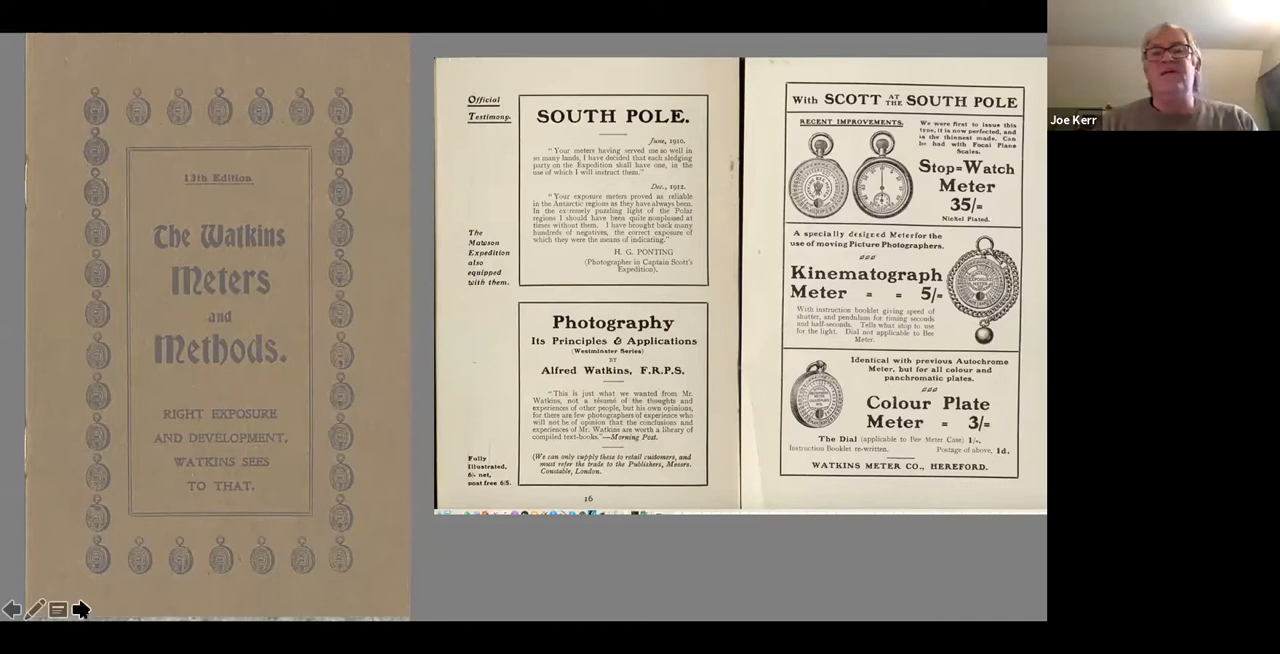 13th Edition
The Watkins
Meters
and
Methods.
RIGHT EXPOSURE
AND DEVELOPMENT,
WATKINS SEES
TO THAT.
Official
Testimony.
SOUTH POLE.
June, 1910.
"Your meters having served me so well in
so many lands, I have decided that each sledging
party on the Expedition shall have one, in the
use of which I will instruct them."
Dec., 1912.
"Your exposure meters proved as reliable
in the Antarctic regions as they have always been.
In the extremely puzzling light of the Polar
regions I should have been quite nonplussed at
times without them. I have brought back many
hundreds of negatives, the correct exposure of
which they were the means of indicating."
H. G. PONTING
(Photographer in Captain Scott's
Expedition).
The
Mawson
Expedition
also
equipped
with them.
Photography
Its Principles & Applications
(Westminster Series)
BY
Alfred Watkins, F.R.P.S.
"This is just what we wanted from Mr.
Watkins, not a résumé of the thoughts and
experiences of other people, but his own opinions,
for there are few photographers of experience who
will not be of opinion that the conclusions and
experiences of Mr. Watkins are worth a library of
compiled text-books."—Morning Post.
(We can only supply these to retail customers, and
must refer the trade to the Publishers, Messrs.
Constable, London.
Fully
Illustrated,
6/- net,
post free 6/5.
16
With SCOTT AT THE SOUTH POLE
RECENT IMPROVEMENTS.
We were first to issue this
type, it is now perfected, and
is the thinnest made. Can
be had with Focal Plane
Scales.
Stop=Watch
Meter
35/=
Nickel Plated.
A specially designed Meter for the
use of moving Picture Photographers.
Kinematograph
Meter = = 5/=
With instruction booklet giving speed of
shutter, and pendulum for timing seconds
and half-seconds. Tells what stop to use
for the light. Dial not applicable to Bee
Meter.
Identical with previous Autochrome
Meter, but for all colour and
panchromatic plates.
Colour Plate
Meter = 3/=
The Dial (applicable to Bee Meter Case) 1/-.
Instruction Booklet re-written. Postage of above, 1d.
WATKINS METER CO., HEREFORD.
Joe Kerr